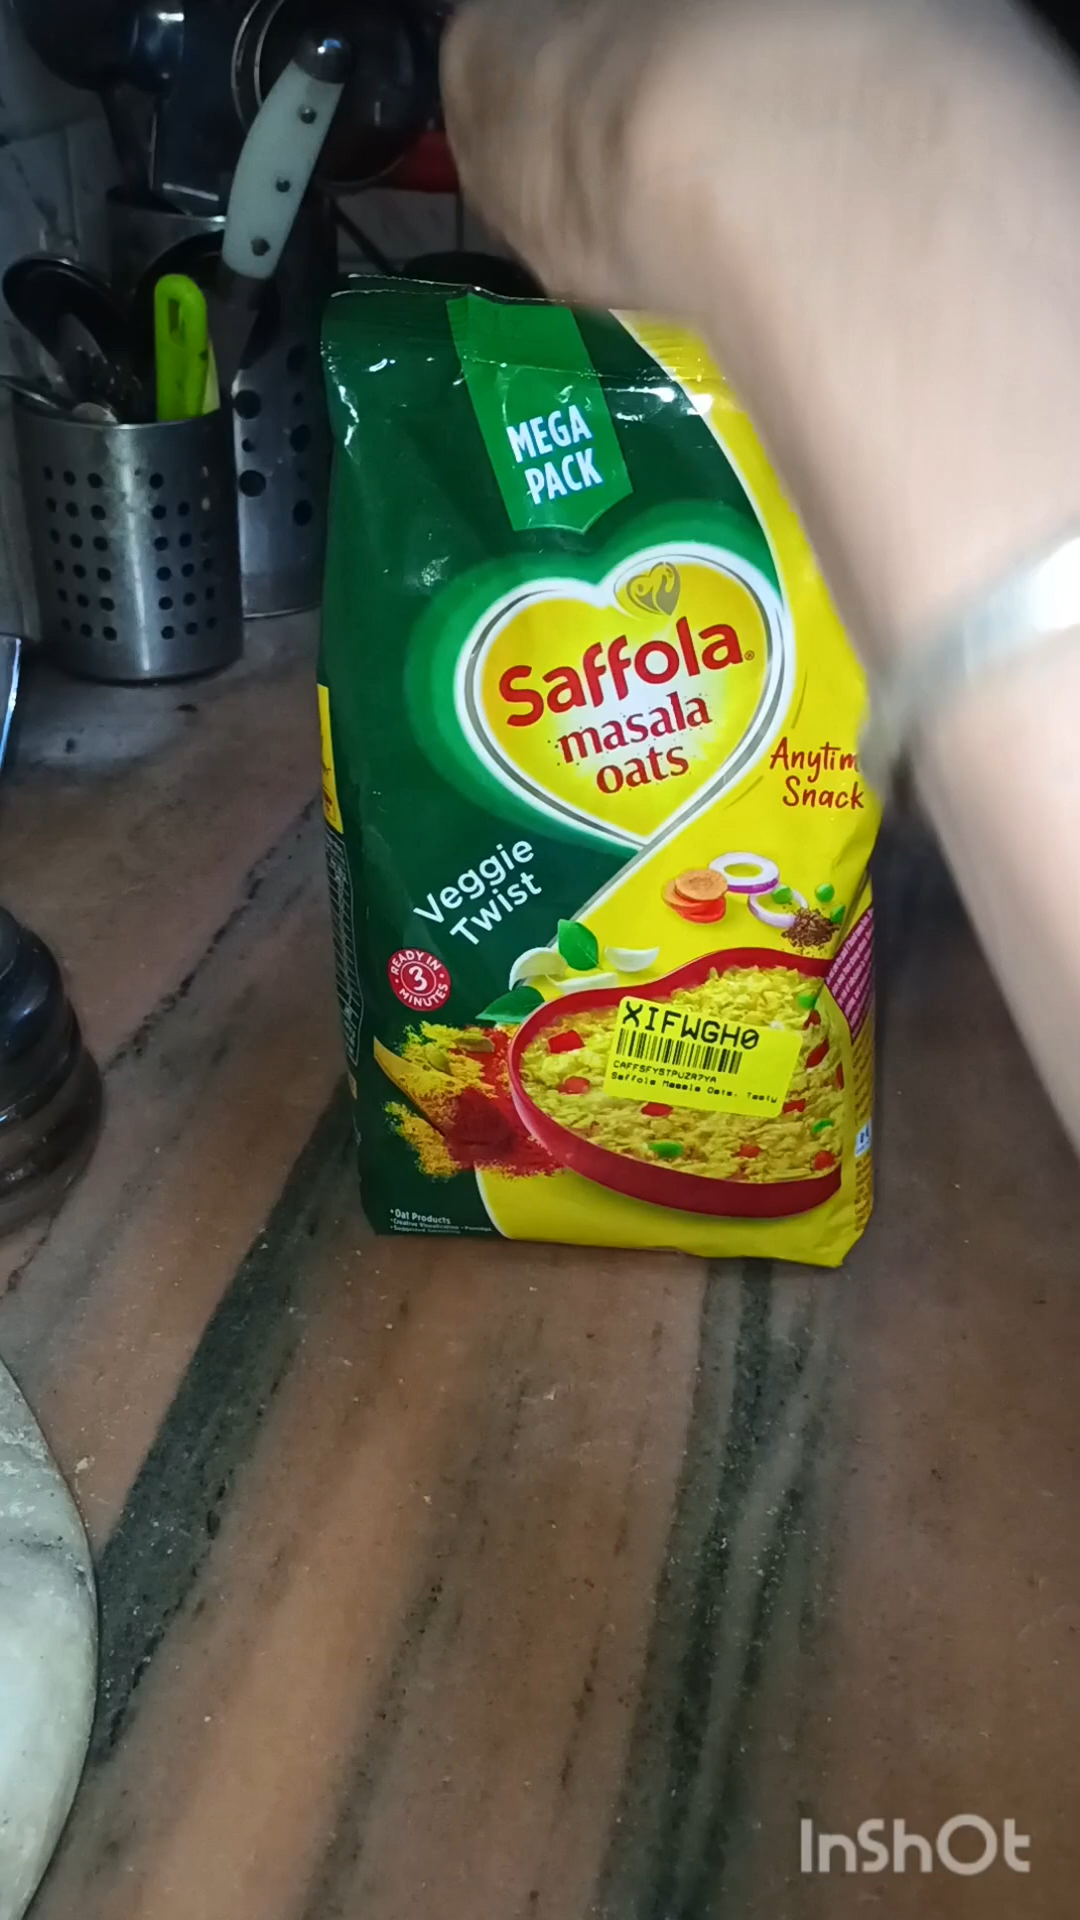 MEGA
PACK
Saffola
masala
oats
Anytim
Snack
Veggie
Twist
READY IN
3
MINUTES
XIFWGH0
CAFFSFYSTPUZR7YA
Saffola Masala Oats, Tasty
*Oat Products
InShOt